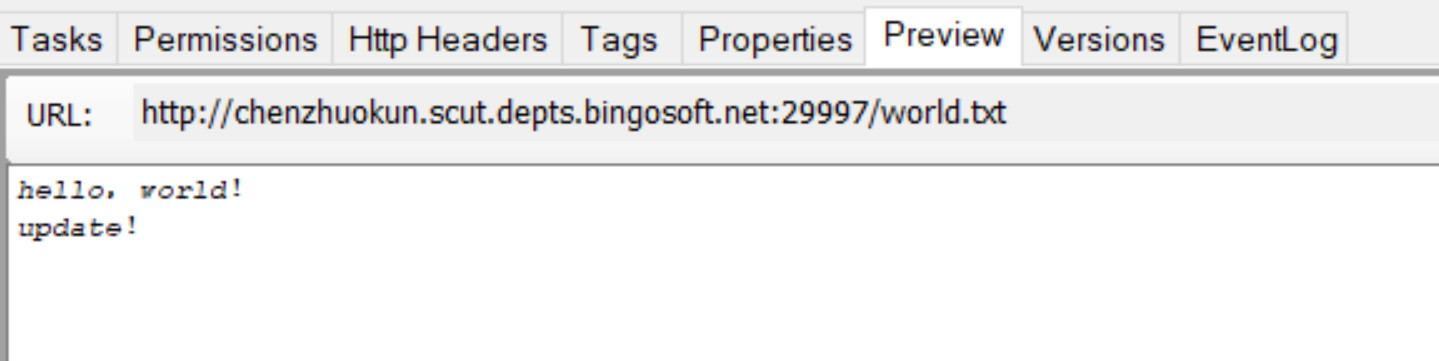 Tasks Permissions Http Headers Tags Properties Preview Versions EventLog
URL: http://chenzhuokun.scut.depts.bingosoft.net:29997/world.txt
hello, world!
update!